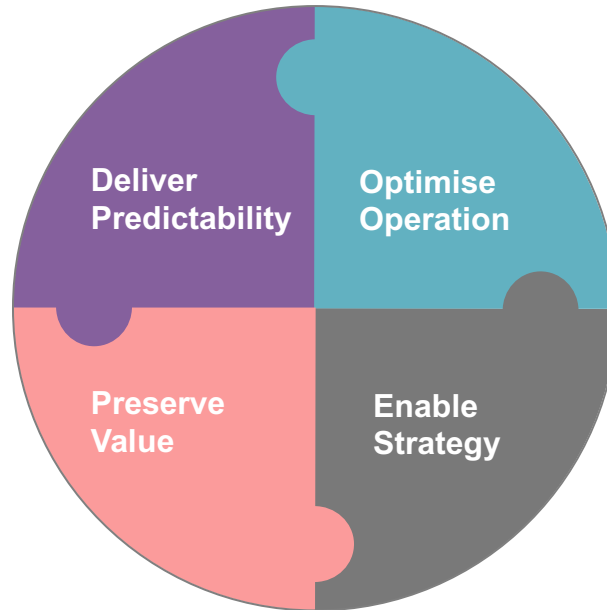 Deliver
Predictability
Optimise
Operation
Preserve
Value
Enable
Strategy